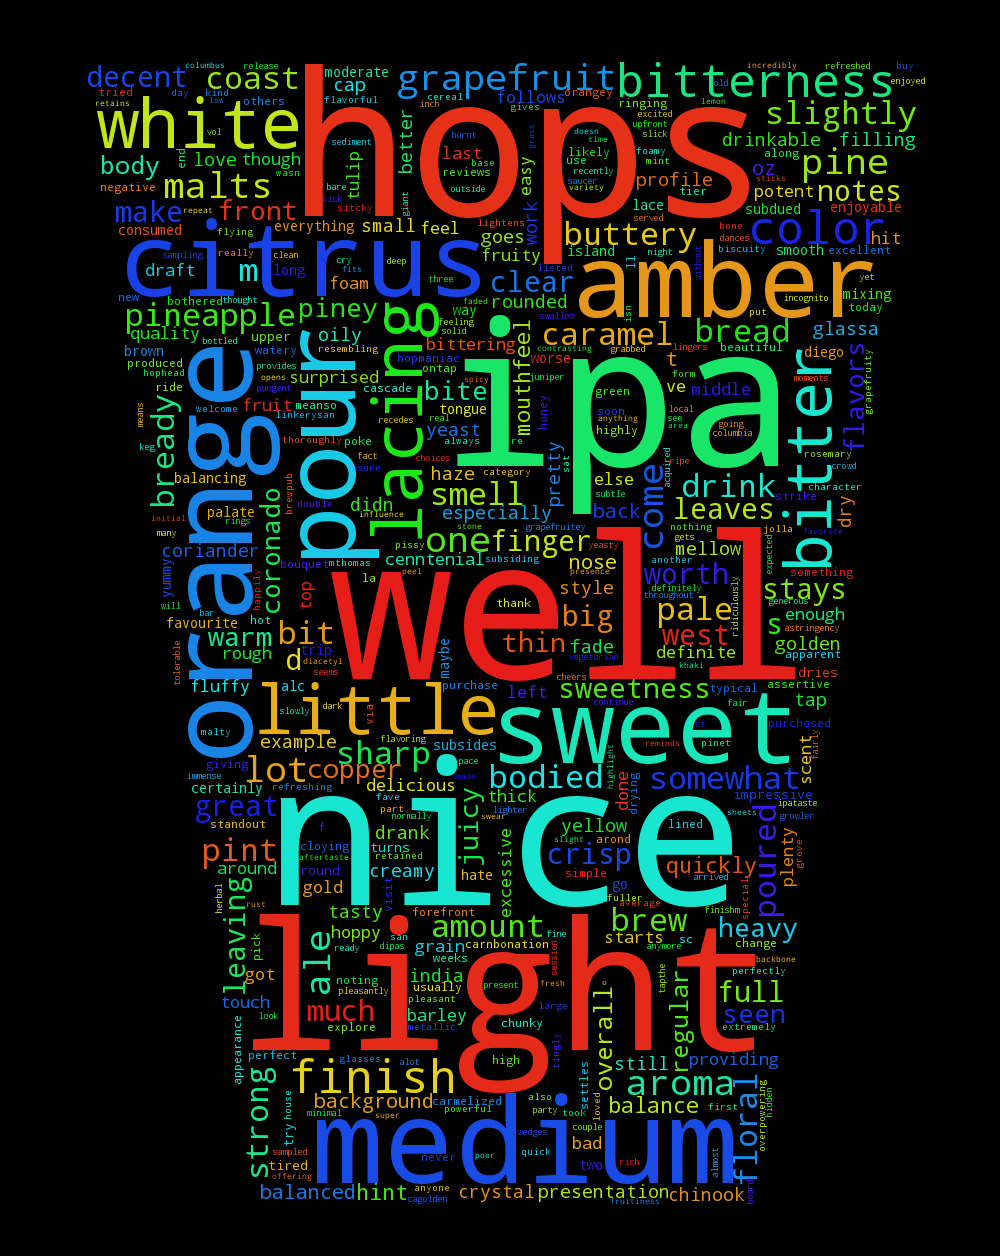 columbus release incredibly refreshed buy
decent coast moderate cap grapefruit orangey bitterness old enjoyed
tried day kind others flavorful cereal follows
retains low inch gives ringing lemon
white hops slightly
vol sediment burnt grass excited upfront slick doesn time drinkable filling
end love though tulip better last base likely foamy mint along
body wasn reviews use recently oz pine
malts bare outside easy saucer variety profile tier sticks potent notes
negative kick giant work lace subdued enjoyable
make repeat front sitcky served bone
consumed flying everything small feel goes buttery dances color hit
citrus really cry deep lightens fruity island night biscuity smooth excellent
sampling clean fits three listed ll without yet
draft m long foam clear amber incognito mixing
new bothered thought faded rounded swallow isn put today
pineapple piney way feeling solid contrasting caramel bread glassa
quality upper oily bittering mouthfeel grabbed lingers beautiful
bottled watery resembling hopmaniac worse t form diego
brown produced provides ontap ipa
hophead ride opens surprised spicy juniper ve middle moments flavors grapefruity
pungent cascade bite green
welcome fruit meanso real tongue honey soon anything local see area bitter
means bready linkerysan recedes yeast highly going columbia rosemary
orange pour lacing always re pretty
keg thoroughly poke choices sat acquired ripe crowd
balancing fact sure haze category else character
initial brewpub double smell subtle drink strike dry
palate coronado didn especially back come leaves
many rings influence stone grapefruitey nothing jolla favorite
coriander bouquet pissy one finger gets mellow expected
yummy mthomas cenntenial subsiding yeasty another
happily la peel nose presence worth something
will bar top well style definitely throughout stays
favourite hot thank big pale ridiculously generous enough
warm bit thin west s astringency
tolerable rough trip fade definite golden
d diacetyl maybe vegetarian khaki apparent
fluffy seems cheers assertive dries
alc little purchase left sweetness typical tap
malty slowly dark via continue fair
example flavoring subsides sweet ct purchased
giving sharp pace reminds pinet fairly
immense lot copper bodied highlight somewhat scent
certainly refreshing delicious made done drying
great fave thick impressive ipataste
standout part normally swear lighter lined sheets growler
f nice yellow
cloying drank juicy slight arond crisp poured
pint aftertaste turns retained plenty grove
around round creamy hate simple quickly
gold visit excessive go arrived
herbal rust tasty forefront fuller average special
leaving hoppy amount brew finishm
pick ale san carnbonation fine starts sc heavy
ready dipas grain anymore change
got noting weeks session backbone
pleasantly india usually light perfectly
touch much pleasant present fresh tapthe full
look explore barley chunky large regular seen
metallic extremely
appearance perfect glasses alot high tingly overall still providing
strong finish settles aroma
background carmelized also loved balance floral
try house minimal super powerful party took first overpowering hidden
medium couple
sampled wedges bad almost
tired never poor quick two rich
offering
balanced hint anyone crystal presentation chinook beard
cagolden fruitiness